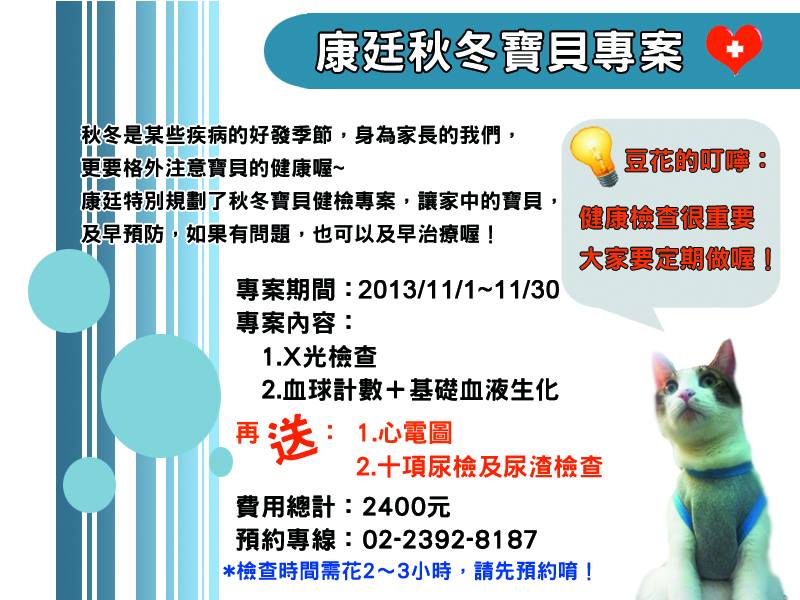 康廷秋冬寶貝專案
秋冬是某些疾病的好發季節，身為家長的我們，
更要格外注意寶貝的健康喔~
康廷特別規劃了秋冬寶貝健檢專案，讓家中的寶貝，
及早預防，如果有問題，也可以及早治療喔！
豆花的叮嚀：
健康檢查很重要
大家要定期做喔！
專案期間：2013/11/1~11/30
專案內容：
1.X光檢查
2.血球計數＋基礎血液生化
再送： 1.心電圖
2.十項尿檢及尿渣檢查
費用總計：2400元
預約專線：02-2392-8187
*檢查時間需花2～3小時，請先預約唷！